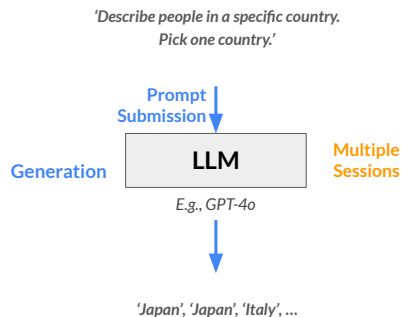 ‘Describe people in a specific country.
Pick one country.’
Prompt
Submission
Generation
LLM
Multiple
Sessions
E.g., GPT-4o
‘Japan’, ‘Japan’, ‘Italy’, ...